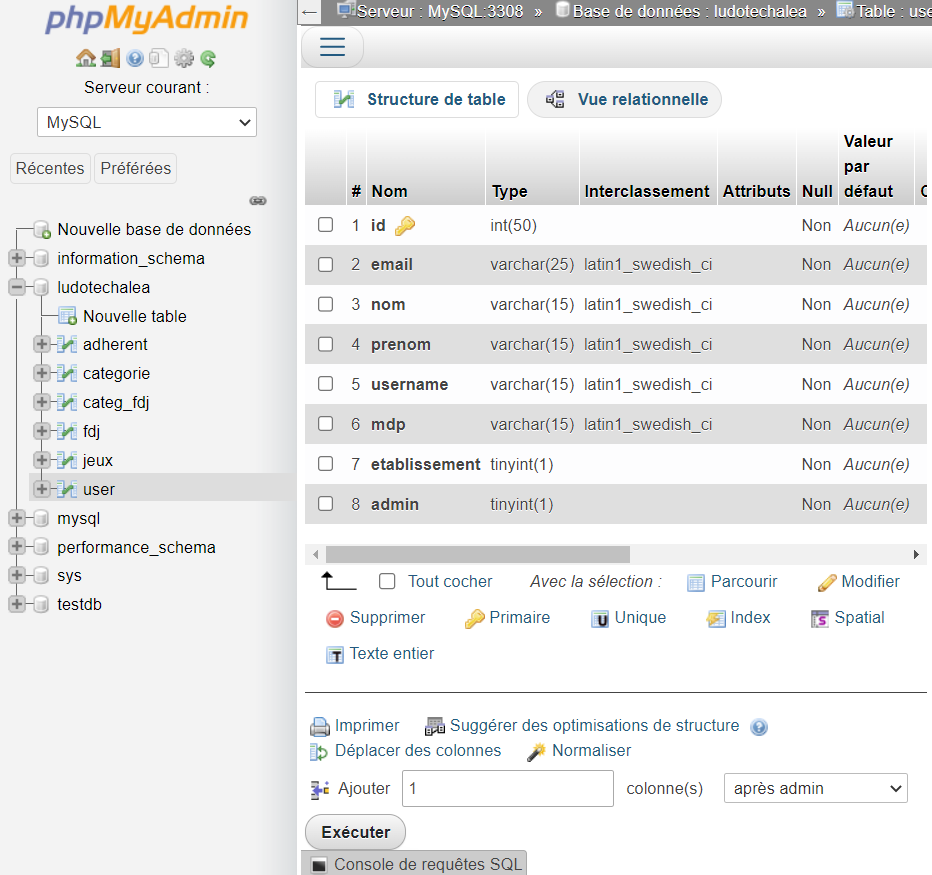 phpMyAdmin
Serveur courant :
MySQL
Récentes Préférées
Nouvelle base de données
information_schema
ludotechalea
Nouvelle table
adherent
categorie
categ_fdj
fdj
jeux
user
mysql
performance_schema
sys
testdb
← Serveur : MySQL:3308 » Base de données : ludotechalea » Table : use
Structure de table Vue relationnelle
# Nom Type Interclassement Attributs Null Valeur par défaut
1 id int(50) Non Aucun(e)
2 email varchar(25) latin1_swedish_ci Non Aucun(e)
3 nom varchar(15) latin1_swedish_ci Non Aucun(e)
4 prenom varchar(15) latin1_swedish_ci Non Aucun(e)
5 username varchar(15) latin1_swedish_ci Non Aucun(e)
6 mdp varchar(15) latin1_swedish_ci Non Aucun(e)
7 etablissement tinyint(1) Non Aucun(e)
8 admin tinyint(1) Non Aucun(e)
Tout cocher Avec la sélection : Parcourir Modifier
Supprimer Primaire Unique Index Spatial
Texte entier
Imprimer Suggérer des optimisations de structure
Déplacer des colonnes Normaliser
Ajouter 1 colonne(s) après admin
Exécuter
Console de requêtes SQL